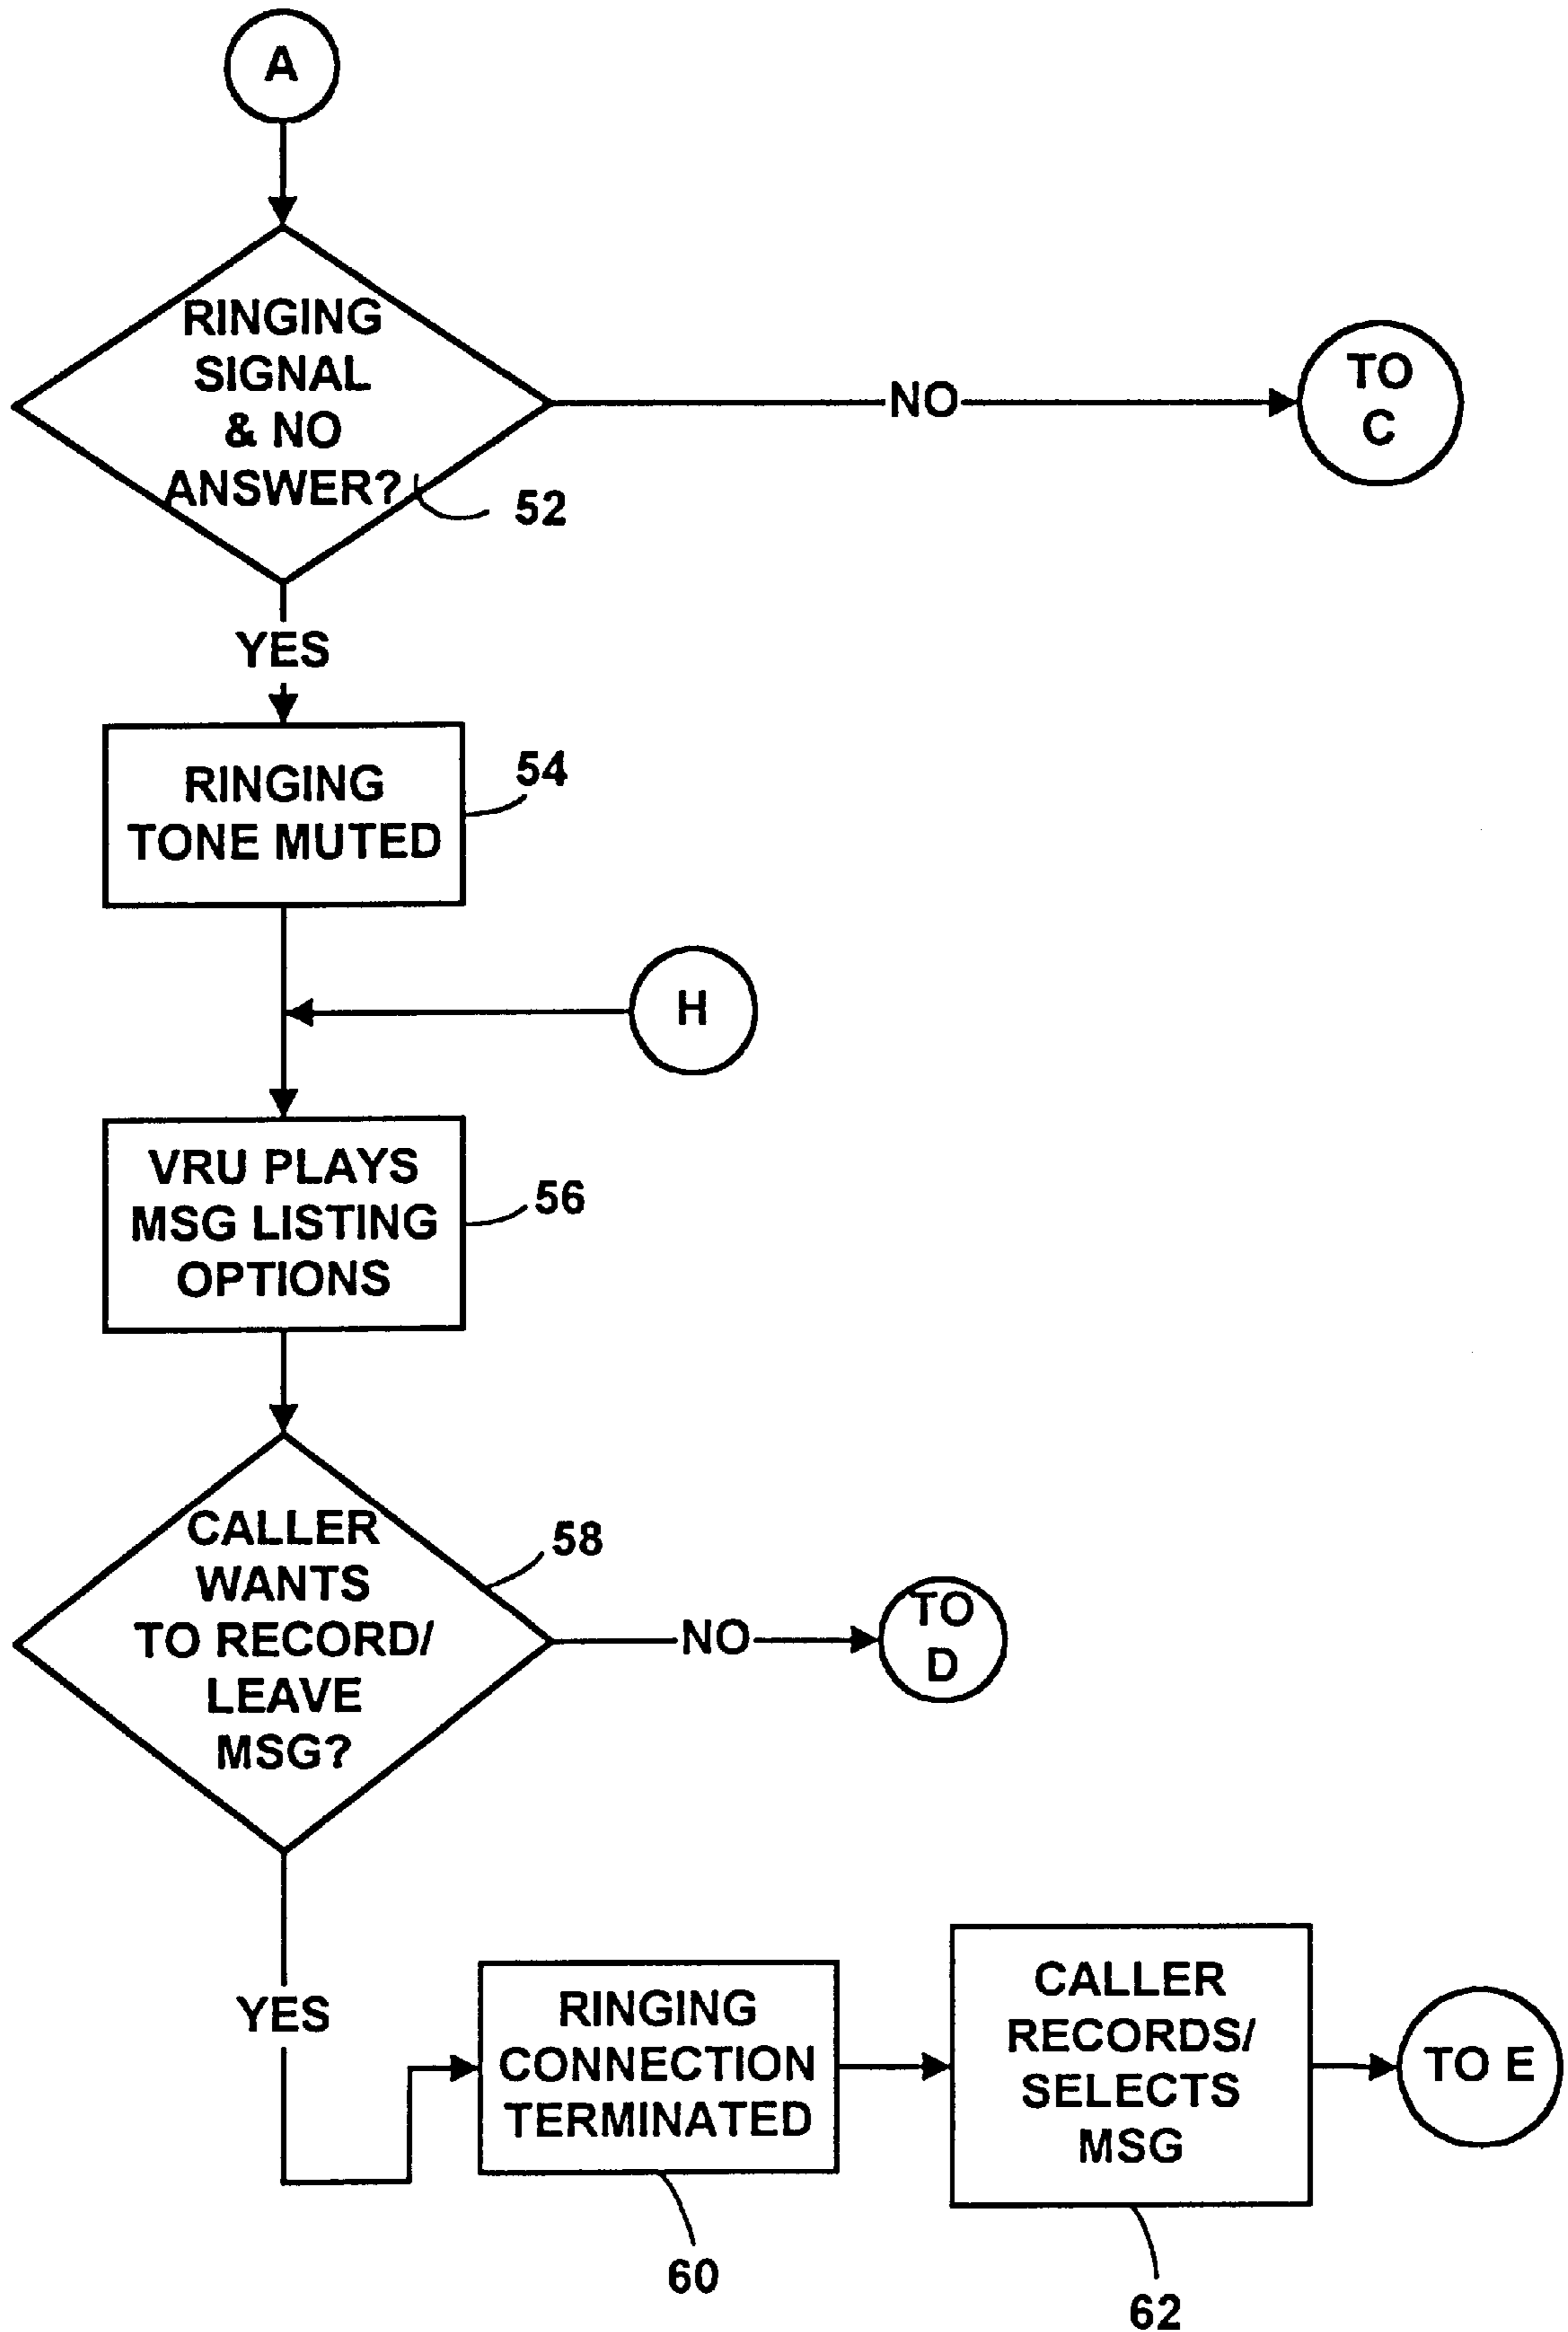 A
RINGING
SIGNAL
& NO
ANSWER?
52
NO
TO
C
YES
RINGING
TONE MUTED
54
H
VRU PLAYS
MSG LISTING
OPTIONS
56
CALLER
WANTS
TO RECORD/
LEAVE
MSG?
58
NO
TO
D
YES
RINGING
CONNECTION
TERMINATED
60
CALLER
RECORDS/
SELECTS
MSG
62
TO E